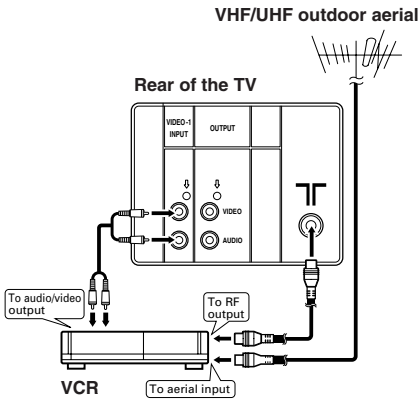 VHF/UHF outdoor aerial
Rear of the TV
VIDEO-1
INPUT
OUTPUT
VIDEO
AUDIO
To audio/video
output
To RF
output
VCR
To aerial input